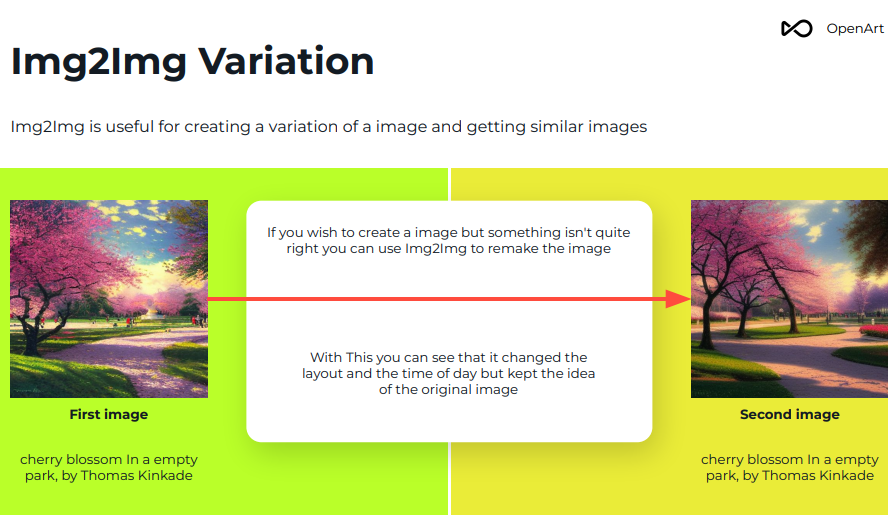 OpenArt
Img2Img Variation
Img2Img is useful for creating a variation of a image and getting similar images
If you wish to create a image but something isn't quite
right you can use Img2Img to remake the image
With This you can see that it changed the
layout and the time of day but kept the idea
of the original image
First image
cherry blossom In a empty
park, by Thomas Kinkade
Second image
cherry blossom In a empty
park, by Thomas Kinkade